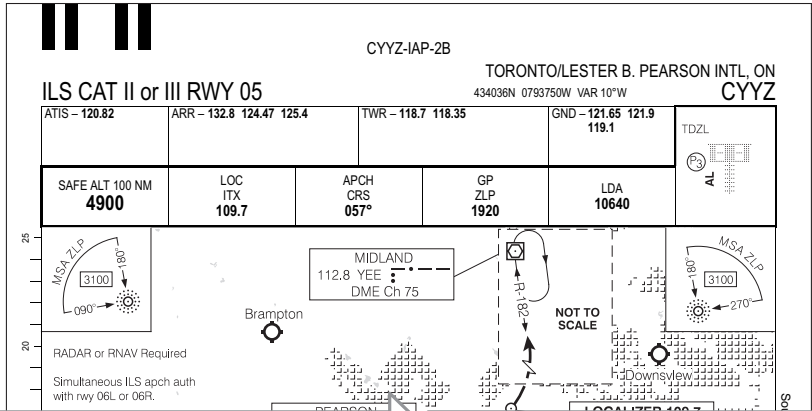 CYYZ-IAP-2B
TORONTO/LESTER B. PEARSON INTL, ON
ILS CAT II or III RWY 05
434036N 0793750W VAR 10°W
CYYZ
ATIS – 120.82
ARR – 132.8 124.47 125.4
TWR – 118.7 118.35
GND – 121.65 121.9
119.1
TDZL
P3
AL
SAFE ALT 100 NM
4900
LOC
ITX
109.7
APCH
CRS
057°
GP
ZLP
1920
LDA
10640
25
MSA ZLP
180°
3100
090°
MIDLAND
112.8 YEE
DME Ch 75
R-182
NOT TO
SCALE
MSA ZLP
180°
3100
270°
Brampton
20
RADAR or RNAV Required
Downsview
Simultaneous ILS apch auth
with rwy 06L or 06R.
PEARSON
LOCALIZER 109.7